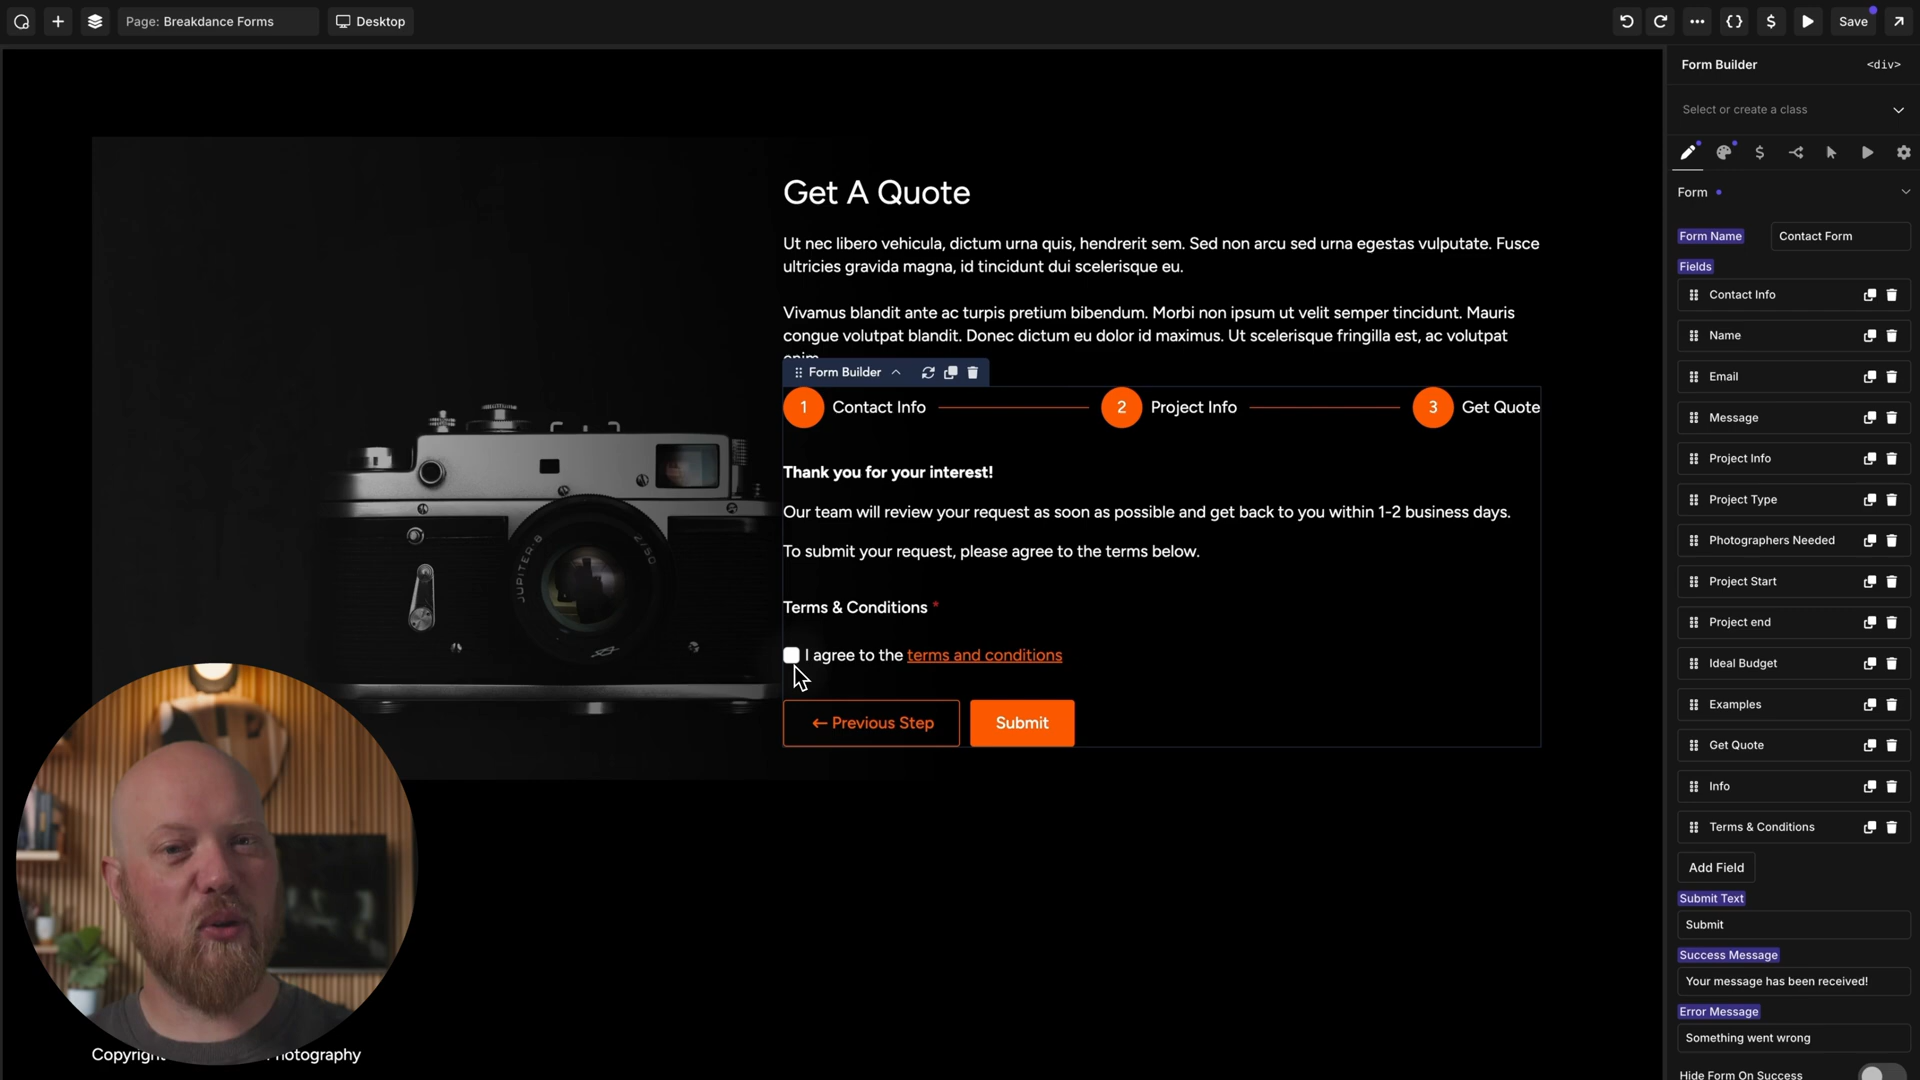 Page: Breakdance Forms
Desktop
Save
Form Builder
<div>
Select or create a class
Form
Form Name
Contact Form
Fields
Contact Info
Name
Email
Message
Project Info
Project Type
Photographers Needed
Project Start
Project end
Ideal Budget
Examples
Get Quote
Info
Terms & Conditions
Add Field
Submit Text
Submit
Success Message
Your message has been received!
Error Message
Something went wrong
Hide Form On Success
Get A Quote
Ut nec libero vehicula, dictum urna quis, hendrerit sem. Sed non arcu sed urna egestas vulputate. Fusce
ultricies gravida magna, id tincidunt dui scelerisque eu.
Vivamus blandit ante ac turpis pretium bibendum. Morbi non ipsum ut velit semper tincidunt. Mauris
congue volutpat blandit. Donec dictum eu dolor id maximus. Ut scelerisque fringilla est, ac volutpat
enim.
Form Builder
1 Contact Info
2 Project Info
3 Get Quote
Thank you for your interest!
Our team will review your request as soon as possible and get back to you within 1-2 business days.
To submit your request, please agree to the terms below.
Terms & Conditions *
I agree to the terms and conditions
← Previous Step
Submit
JUPITER-8
2/50